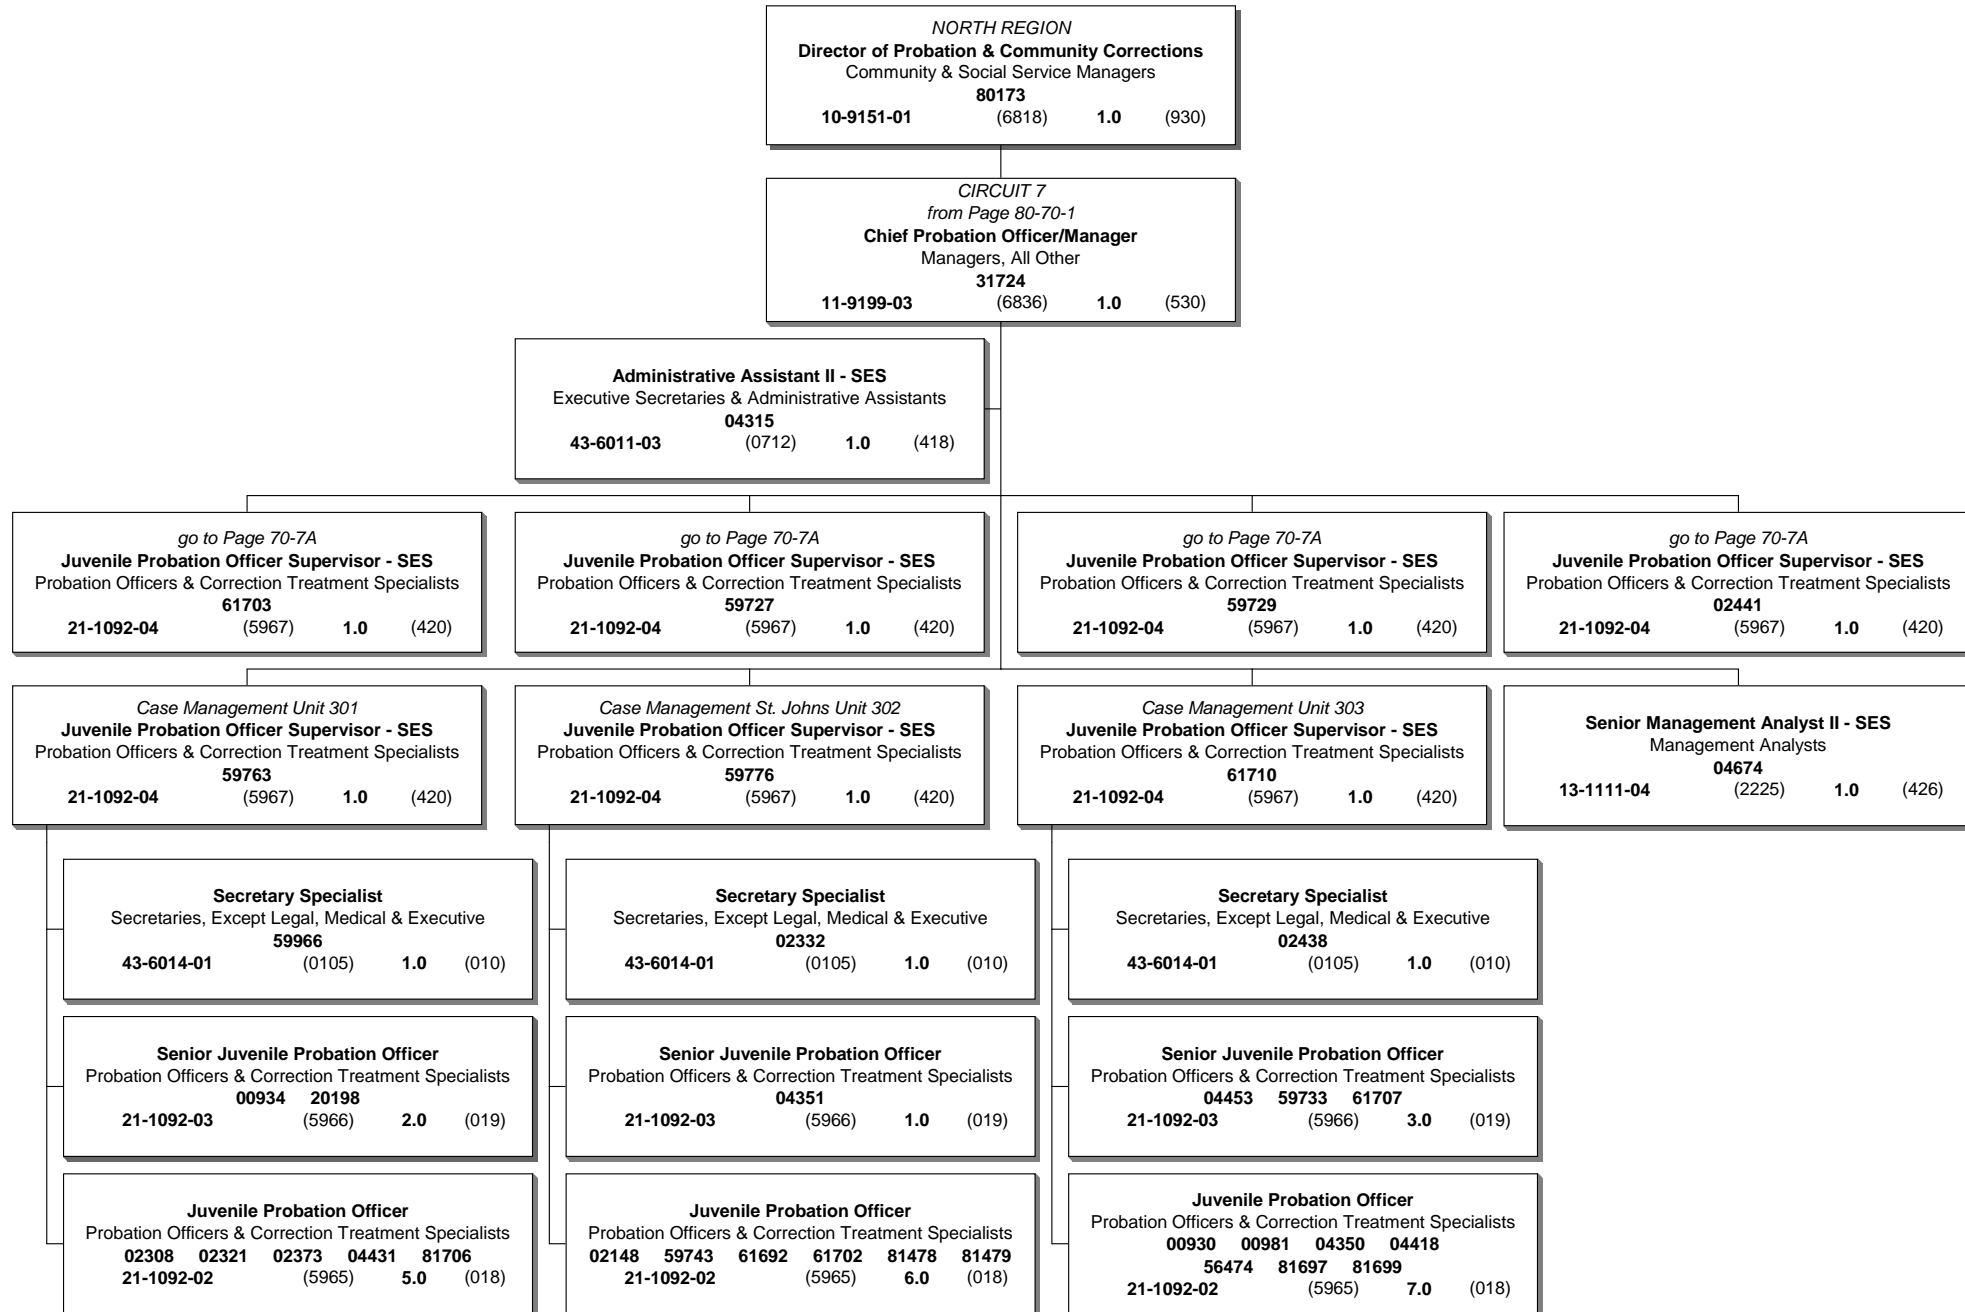 NORTH REGION
Director of Probation & Community Corrections
Community & Social Service Managers
80173
10-9151-01 (6818) 1.0 (930)
CIRCUIT 7
from Page 80-70-1
Chief Probation Officer/Manager
Managers, All Other
31724
11-9199-03 (6836) 1.0 (530)
Administrative Assistant II - SES
Executive Secretaries & Administrative Assistants
04315
43-6011-03 (0712) 1.0 (418)
go to Page 70-7A
Juvenile Probation Officer Supervisor - SES
Probation Officers & Correction Treatment Specialists
61703
21-1092-04 (5967) 1.0 (420)
go to Page 70-7A
Juvenile Probation Officer Supervisor - SES
Probation Officers & Correction Treatment Specialists
59727
21-1092-04 (5967) 1.0 (420)
go to Page 70-7A
Juvenile Probation Officer Supervisor - SES
Probation Officers & Correction Treatment Specialists
59729
21-1092-04 (5967) 1.0 (420)
go to Page 70-7A
Juvenile Probation Officer Supervisor - SES
Probation Officers & Correction Treatment Specialists
02441
21-1092-04 (5967) 1.0 (420)
Case Management Unit 301
Juvenile Probation Officer Supervisor - SES
Probation Officers & Correction Treatment Specialists
59763
21-1092-04 (5967) 1.0 (420)
Case Management St. Johns Unit 302
Juvenile Probation Officer Supervisor - SES
Probation Officers & Correction Treatment Specialists
59776
21-1092-04 (5967) 1.0 (420)
Case Management Unit 303
Juvenile Probation Officer Supervisor - SES
Probation Officers & Correction Treatment Specialists
61710
21-1092-04 (5967) 1.0 (420)
Senior Management Analyst II - SES
Management Analysts
04674
13-1111-04 (2225) 1.0 (426)
Secretary Specialist
Secretaries, Except Legal, Medical & Executive
59966
43-6014-01 (0105) 1.0 (010)
Secretary Specialist
Secretaries, Except Legal, Medical & Executive
02332
43-6014-01 (0105) 1.0 (010)
Secretary Specialist
Secretaries, Except Legal, Medical & Executive
02438
43-6014-01 (0105) 1.0 (010)
Senior Juvenile Probation Officer
Probation Officers & Correction Treatment Specialists
00934 20198
21-1092-03 (5966) 2.0 (019)
Senior Juvenile Probation Officer
Probation Officers & Correction Treatment Specialists
04351
21-1092-03 (5966) 1.0 (019)
Senior Juvenile Probation Officer
Probation Officers & Correction Treatment Specialists
04453 59733 61707
21-1092-03 (5966) 3.0 (019)
Juvenile Probation Officer
Probation Officers & Correction Treatment Specialists
02308 02321 02373 04431 81706
21-1092-02 (5965) 5.0 (018)
Juvenile Probation Officer
Probation Officers & Correction Treatment Specialists
02148 59743 61692 61702 81478 81479
21-1092-02 (5965) 6.0 (018)
Juvenile Probation Officer
Probation Officers & Correction Treatment Specialists
00930 00981 04350 04418
56474 81697 81699
21-1092-02 (5965) 7.0 (018)